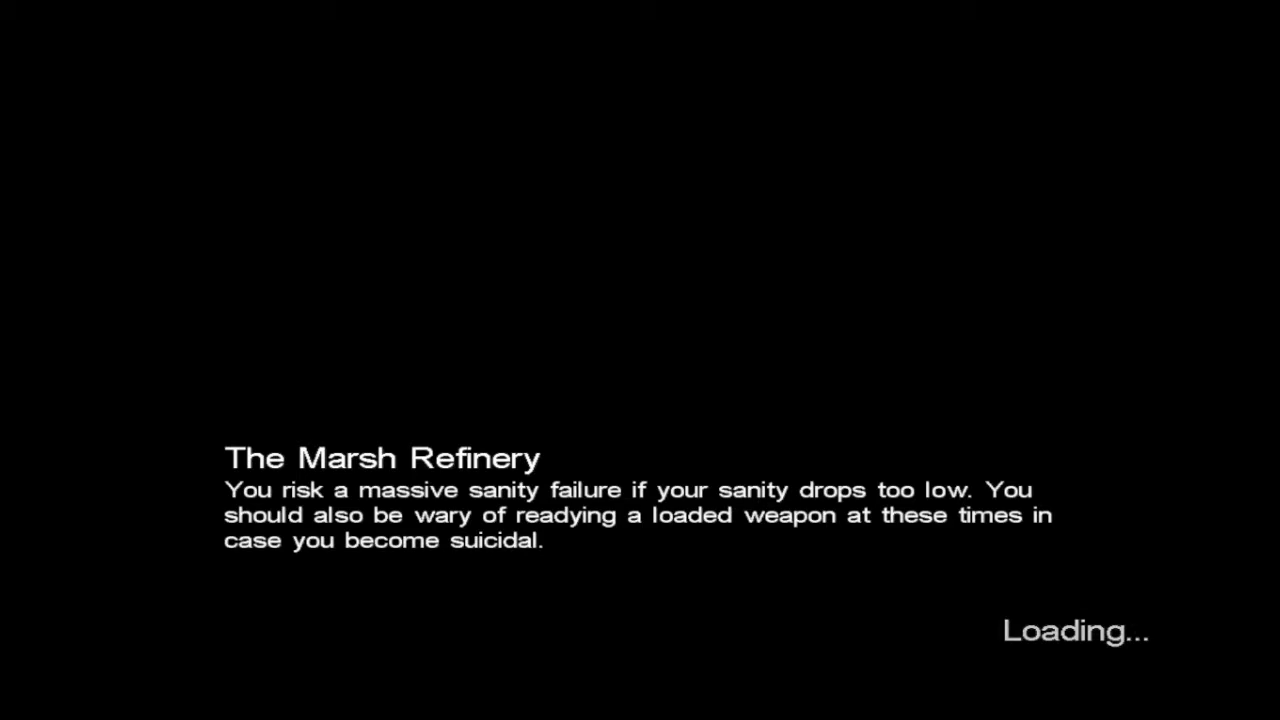 The Marsh Refinery
You risk a massive sanity failure if your sanity drops too low. You
should also be wary of readying a loaded weapon at these times in
case you become suicidal.
Loading...